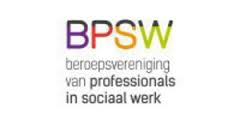 BPSW
beroepsvereniging
van professionals
in sociaal werk